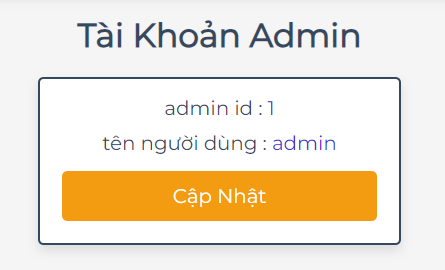 Tài Khoản Admin
admin id : 1
tên người dùng : admin
Cập Nhật